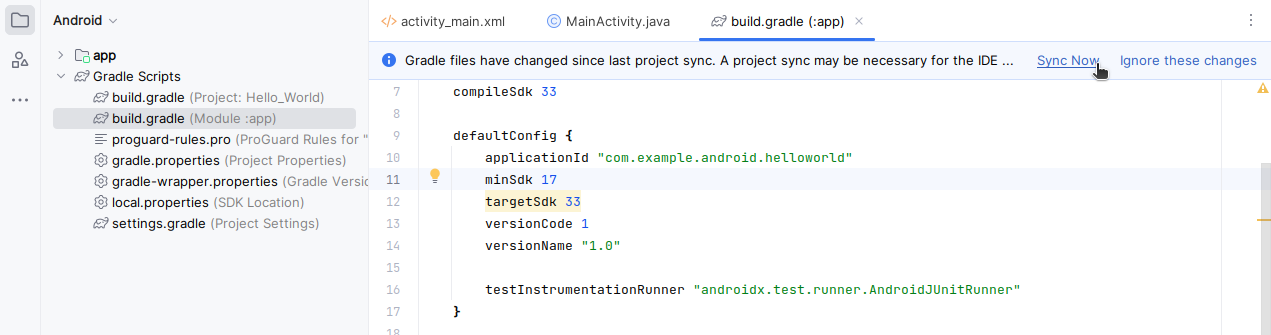 Android
activity_main.xml
MainActivity.java
build.gradle (:app)
app
Gradle Scripts
build.gradle (Project: Hello_World)
build.gradle (Module :app)
proguard-rules.pro (ProGuard Rules for "
gradle.properties (Project Properties)
gradle-wrapper.properties (Gradle Versio
local.properties (SDK Location)
settings.gradle (Project Settings)
Gradle files have changed since last project sync. A project sync may be necessary for the IDE ... Sync Now Ignore these changes
7 compileSdk 33
8
9 defaultConfig {
10 applicationId "com.example.android.helloworld"
11 minSdk 17
12 targetSdk 33
13 versionCode 1
14 versionName "1.0"
15
16 testInstrumentationRunner "androidx.test.runner.AndroidJUnitRunner"
17 }
18